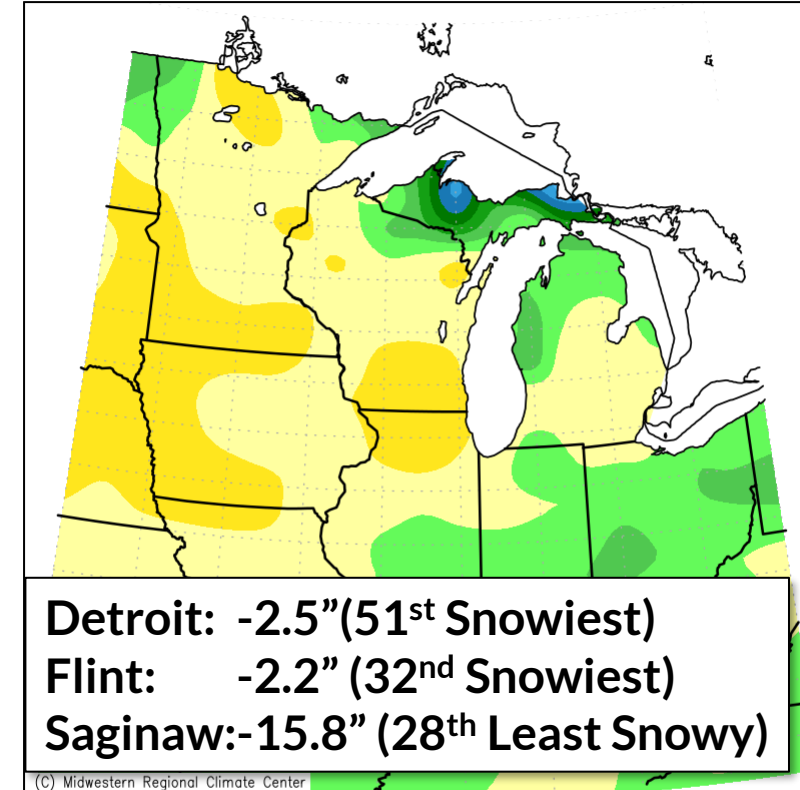 Detroit: -2.5”(51st Snowiest)
Flint: -2.2” (32nd Snowiest)
Saginaw:-15.8” (28th Least Snowy)
(C) Midwestern Regional Climate Center